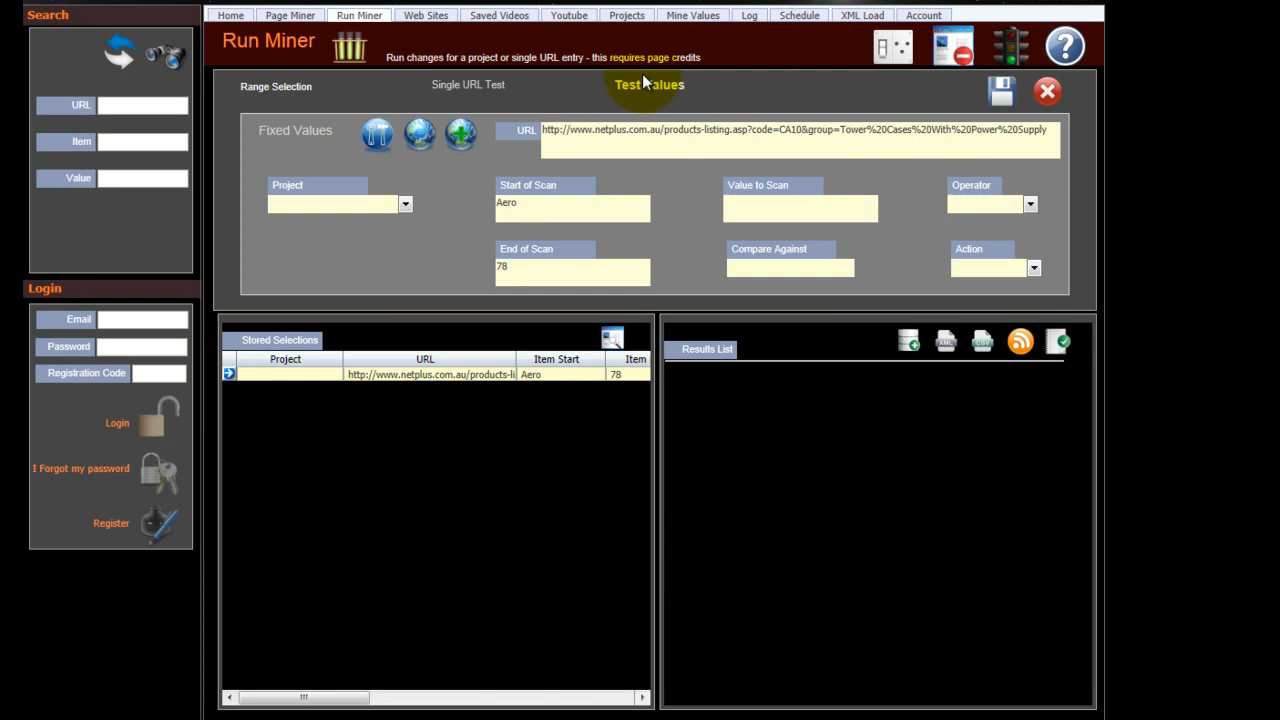 Search
URL
Item
Value
Login
Email
Password
Registration Code
Login
I Forgot my password
Register
Home Page Miner Run Miner Web Sites Saved Videos Youtube Projects Mine Values Log Schedule XML Load Account
Run Miner
Run changes for a project or single URL entry - this requires page credits
Range Selection Single URL Test Test Values
Fixed Values
URL http://www.netplus.com.au/products-listing.asp?code=CA10&group=Tower%20Cases%20With%20Power%20Supply
Project Start of Scan Value to Scan Operator
Aero
End of Scan Compare Against Action
78
Stored Selections
Project URL Item Start Item
http://www.netplus.com.au/products-li Aero 78
Results List
XML CSV